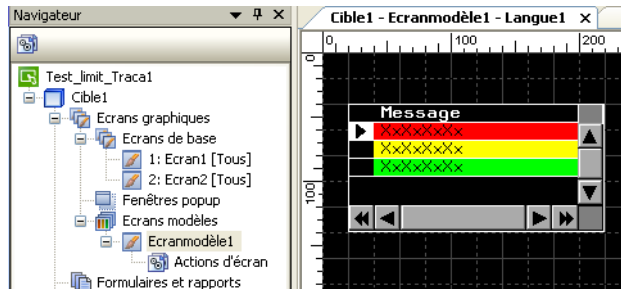 Navigateur
Cible1 - Ecranmodèle1 - Langue1
0 100 200
0
100
Test_limit_Traca1
Cible1
Ecrans graphiques
Ecrans de base
1: Ecran1 [Tous]
2: Ecran2 [Tous]
Fenêtres popup
Ecrans modèles
Ecranmodèle1
Actions d'écran
Formulaires et rapports
Message
XxXxXxXx
XxXxXxXx
XxXxXxXx